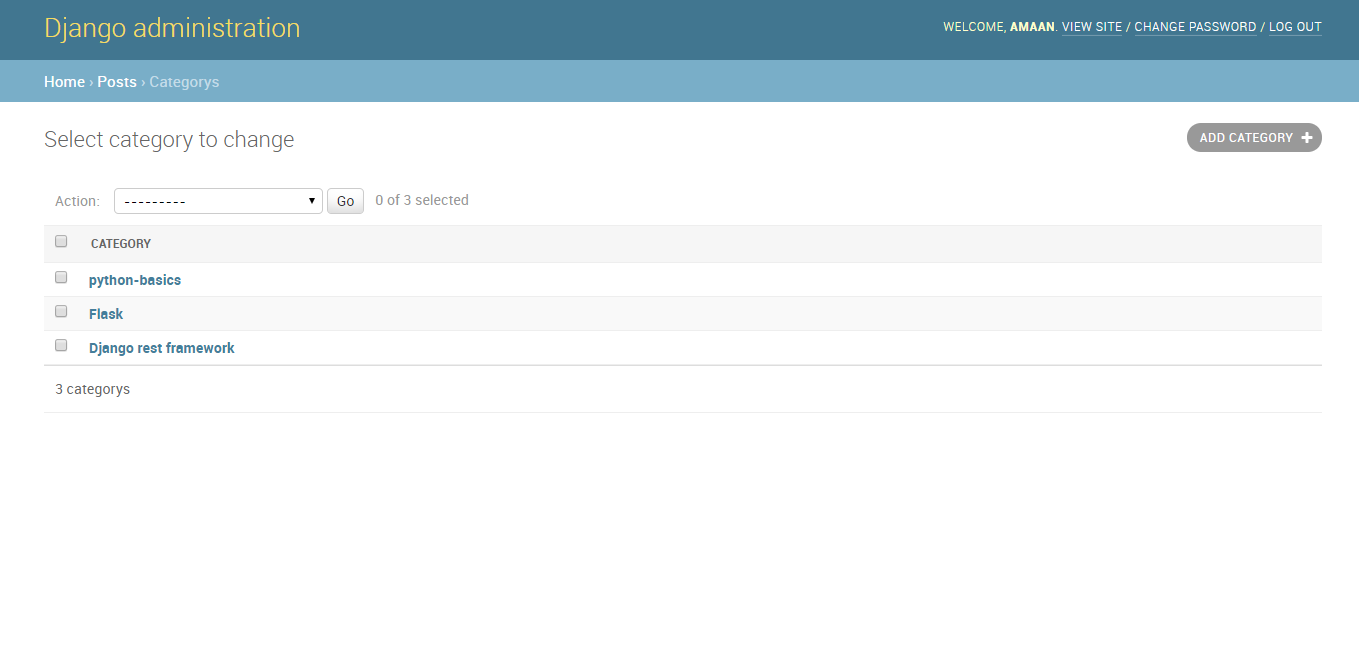 Django administration
WELCOME, AMAAN. VIEW SITE / CHANGE PASSWORD / LOG OUT
Home › Posts › Categorys
Select category to change
ADD CATEGORY +
Action: --------- Go 0 of 3 selected
CATEGORY
python-basics
Flask
Django rest framework
3 categorys